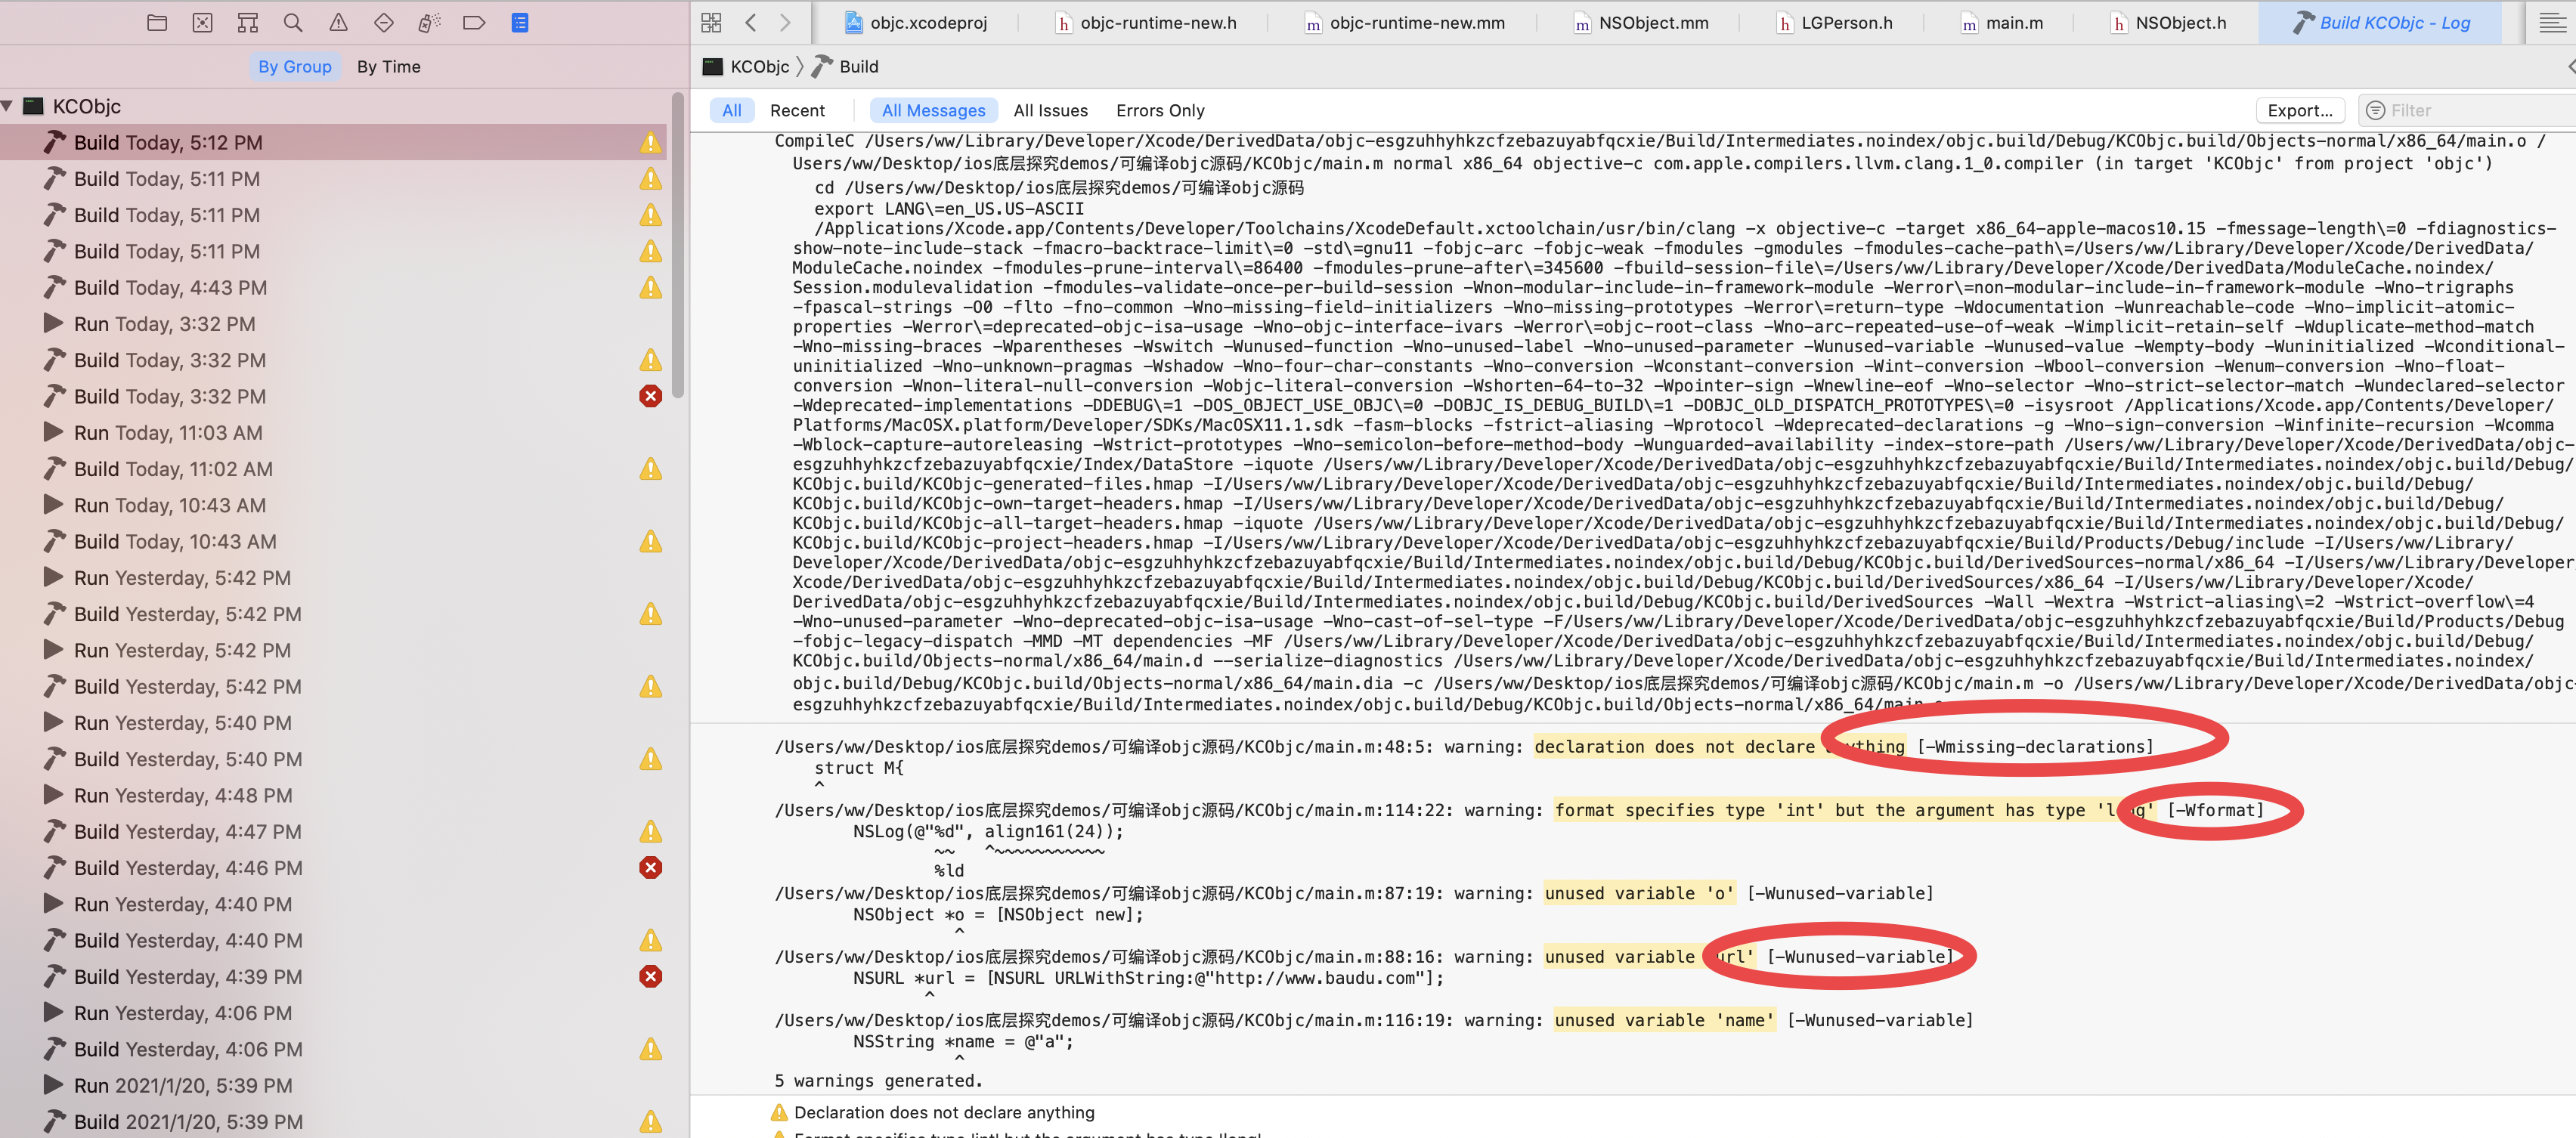 objc.xcodeproj
objc-runtime-new.h
objc-runtime-new.mm
NSObject.mm
LGPerson.h
main.m
NSObject.h
Build KCObjc - Log
By Group By Time
KCObjc
Build Today, 5:12 PM
Build Today, 5:11 PM
Build Today, 5:11 PM
Build Today, 5:11 PM
Build Today, 4:43 PM
Run Today, 3:32 PM
Build Today, 3:32 PM
Build Today, 3:32 PM
Run Today, 11:03 AM
Build Today, 11:02 AM
Run Today, 10:43 AM
Build Today, 10:43 AM
Run Yesterday, 5:42 PM
Build Yesterday, 5:42 PM
Run Yesterday, 5:42 PM
Build Yesterday, 5:42 PM
Run Yesterday, 5:40 PM
Build Yesterday, 5:40 PM
Run Yesterday, 4:48 PM
Build Yesterday, 4:47 PM
Build Yesterday, 4:46 PM
Run Yesterday, 4:40 PM
Build Yesterday, 4:40 PM
Build Yesterday, 4:39 PM
Run Yesterday, 4:06 PM
Build Yesterday, 4:06 PM
Run 2021/1/20, 5:39 PM
Build 2021/1/20, 5:39 PM
KCObjc Build
All Recent All Messages All Issues Errors Only Export... Filter
CompileC /Users/ww/Library/Developer/Xcode/DerivedData/objc-esgzuhhyhkzcfzebazuyabfqcxie/Build/Intermediates.noindex/objc.build/Debug/KCObjc.build/Objects-normal/x86_64/main.o /
Users/ww/Desktop/ios底层探究demos/可编译objc源码/KCObjc/main.m normal x86_64 objective-c com.apple.compilers.llvm.clang.1_0.compiler (in target 'KCObjc' from project 'objc')
cd /Users/ww/Desktop/ios底层探究demos/可编译objc源码
export LANG\=en_US.US-ASCII
/Applications/Xcode.app/Contents/Developer/Toolchains/XcodeDefault.xctoolchain/usr/bin/clang -x objective-c -target x86_64-apple-macos10.15 -fmessage-length\=0 -fdiagnostics-
show-note-include-stack -fmacro-backtrace-limit\=0 -std\=gnu11 -fobjc-arc -fobjc-weak -fmodules -gmodules -fmodules-cache-path\=/Users/ww/Library/Developer/Xcode/DerivedData/
ModuleCache.noindex -fmodules-prune-interval\=86400 -fmodules-prune-after\=345600 -fbuild-session-file\=/Users/ww/Library/Developer/Xcode/DerivedData/ModuleCache.noindex/
Session.modulevalidation -fmodules-validate-once-per-build-session -Wnon-modular-include-in-framework-module -Werror\=non-modular-include-in-framework-module -Wno-trigraphs
-fpascal-strings -O0 -flto -fno-common -Wno-missing-field-initializers -Wno-missing-prototypes -Werror\=return-type -Wdocumentation -Wunreachable-code -Wno-implicit-atomic-
properties -Werror\=deprecated-objc-isa-usage -Wno-objc-interface-ivars -Werror\=objc-root-class -Wno-arc-repeated-use-of-weak -Wimplicit-retain-self -Wduplicate-method-match
-Wno-missing-braces -Wparentheses -Wswitch -Wunused-function -Wno-unused-label -Wno-unused-parameter -Wunused-variable -Wunused-value -Wempty-body -Wuninitialized -Wconditional-
uninitialized -Wno-unknown-pragmas -Wshadow -Wno-four-char-constants -Wno-conversion -Wconstant-conversion -Wint-conversion -Wbool-conversion -Wenum-conversion -Wno-float-
conversion -Wnon-literal-null-conversion -Wobjc-literal-conversion -Wshorten-64-to-32 -Wpointer-sign -Wnewline-eof -Wno-selector -Wno-strict-selector-match -Wundeclared-selector
-Wdeprecated-implementations -DDEBUG\=1 -DOS_OBJECT_USE_OBJC\=0 -DOBJC_IS_DEBUG_BUILD\=1 -DOBJC_OLD_DISPATCH_PROTOTYPES\=0 -isysroot /Applications/Xcode.app/Contents/Developer/
Platforms/MacOSX.platform/Developer/SDKs/MacOSX11.1.sdk -fasm-blocks -fstrict-aliasing -Wprotocol -Wdeprecated-declarations -g -Wno-sign-conversion -Winfinite-recursion -Wcomma
-Wblock-capture-autoreleasing -Wstrict-prototypes -Wno-semicolon-before-method-body -Wunguarded-availability -index-store-path /Users/ww/Library/Developer/Xcode/DerivedData/objc-
esgzuhhyhkzcfzebazuyabfqcxie/Index/DataStore -iquote /Users/ww/Library/Developer/Xcode/DerivedData/objc-esgzuhhyhkzcfzebazuyabfqcxie/Build/Intermediates.noindex/objc.build/Debug/
KCObjc.build/KCObjc-generated-files.hmap -I/Users/ww/Library/Developer/Xcode/DerivedData/objc-esgzuhhyhkzcfzebazuyabfqcxie/Build/Intermediates.noindex/objc.build/Debug/
KCObjc.build/KCObjc-own-target-headers.hmap -I/Users/ww/Library/Developer/Xcode/DerivedData/objc-esgzuhhyhkzcfzebazuyabfqcxie/Build/Intermediates.noindex/objc.build/Debug/
KCObjc.build/KCObjc-all-target-headers.hmap -iquote /Users/ww/Library/Developer/Xcode/DerivedData/objc-esgzuhhyhkzcfzebazuyabfqcxie/Build/Intermediates.noindex/objc.build/Debug/
KCObjc.build/KCObjc-project-headers.hmap -I/Users/ww/Library/Developer/Xcode/DerivedData/objc-esgzuhhyhkzcfzebazuyabfqcxie/Build/Products/Debug/include -I/Users/ww/Library/
Developer/Xcode/DerivedData/objc-esgzuhhyhkzcfzebazuyabfqcxie/Build/Intermediates.noindex/objc.build/Debug/KCObjc.build/DerivedSources-normal/x86_64 -I/Users/ww/Library/Developer/
Xcode/DerivedData/objc-esgzuhhyhkzcfzebazuyabfqcxie/Build/Intermediates.noindex/objc.build/Debug/KCObjc.build/DerivedSources/x86_64 -I/Users/ww/Library/Developer/Xcode/
DerivedData/objc-esgzuhhyhkzcfzebazuyabfqcxie/Build/Intermediates.noindex/objc.build/Debug/KCObjc.build/DerivedSources -Wall -Wextra -Wstrict-aliasing\=2 -Wstrict-overflow\=4
-Wno-unused-parameter -Wno-deprecated-objc-isa-usage -Wno-cast-of-sel-type -F/Users/ww/Library/Developer/Xcode/DerivedData/objc-esgzuhhyhkzcfzebazuyabfqcxie/Build/Products/Debug
-fobjc-legacy-dispatch -MMD -MT dependencies -MF /Users/ww/Library/Developer/Xcode/DerivedData/objc-esgzuhhyhkzcfzebazuyabfqcxie/Build/Intermediates.noindex/objc.build/Debug/
KCObjc.build/Objects-normal/x86_64/main.d --serialize-diagnostics /Users/ww/Library/Developer/Xcode/DerivedData/objc-esgzuhhyhkzcfzebazuyabfqcxie/Build/Intermediates.noindex/
objc.build/Debug/KCObjc.build/Objects-normal/x86_64/main.dia -c /Users/ww/Desktop/ios底层探究demos/可编译objc源码/KCObjc/main.m -o /Users/ww/Library/Developer/Xcode/DerivedData/objc-
esgzuhhyhkzcfzebazuyabfqcxie/Build/Intermediates.noindex/objc.build/Debug/KCObjc.build/Objects-normal/x86_64/main.o
/Users/ww/Desktop/ios底层探究demos/可编译objc源码/KCObjc/main.m:48:5: warning: declaration does not declare anything [-Wmissing-declarations]
struct M{
^
/Users/ww/Desktop/ios底层探究demos/可编译objc源码/KCObjc/main.m:114:22: warning: format specifies type 'int' but the argument has type 'long' [-Wformat]
NSLog(@"%d", align161(24));
~~ ^~~~~~~~~~~~
%ld
/Users/ww/Desktop/ios底层探究demos/可编译objc源码/KCObjc/main.m:87:19: warning: unused variable 'o' [-Wunused-variable]
NSObject *o = [NSObject new];
^
/Users/ww/Desktop/ios底层探究demos/可编译objc源码/KCObjc/main.m:88:16: warning: unused variable 'url' [-Wunused-variable]
NSURL *url = [NSURL URLWithString:@"http://www.baudu.com"];
^
/Users/ww/Desktop/ios底层探究demos/可编译objc源码/KCObjc/main.m:116:19: warning: unused variable 'name' [-Wunused-variable]
NSString *name = @"a";
^
5 warnings generated.
Declaration does not declare anything
Format specifies type 'int' but the argument has type 'long'